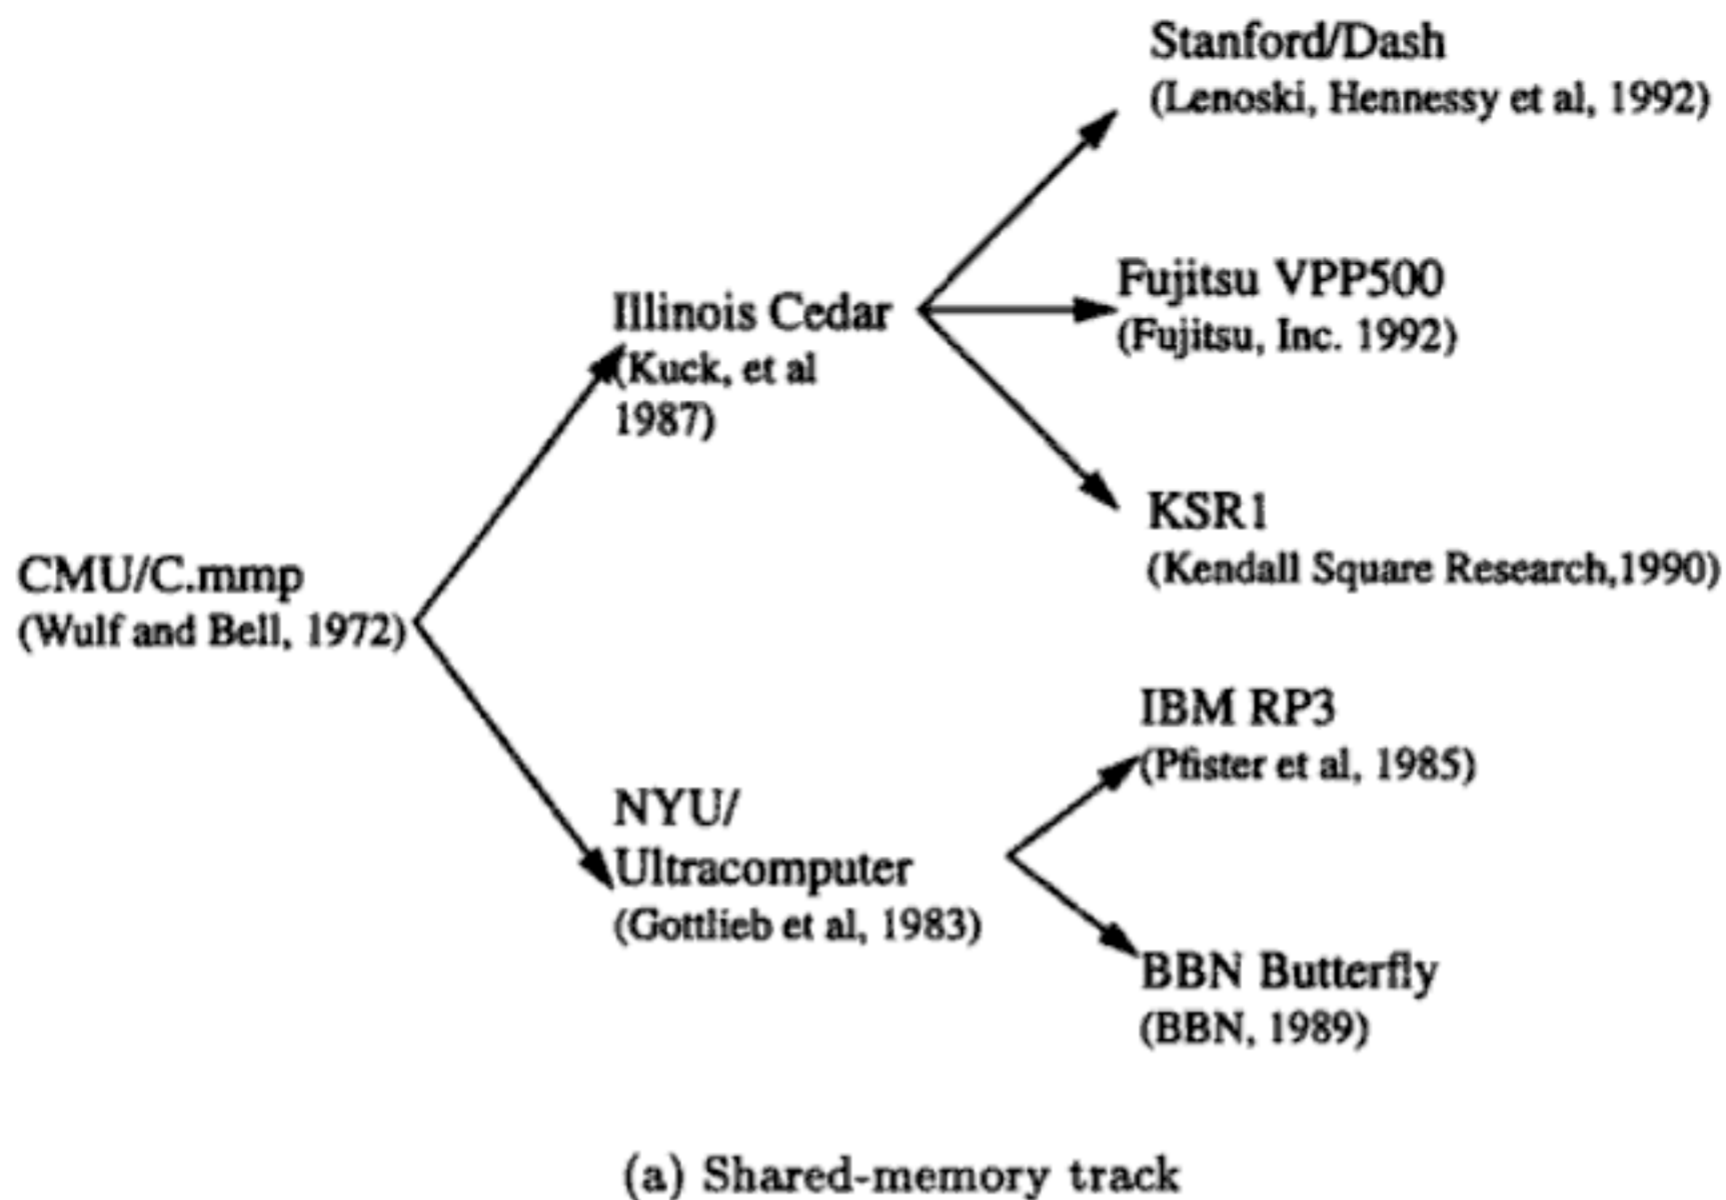 Stanford/Dash
(Lenoski, Hennessy et al, 1992)
Fujitsu VPP500
(Fujitsu, Inc. 1992)
Illinois Cedar
(Kuck, et al
1987)
KSR1
(Kendall Square Research,1990)
CMU/C.mmp
(Wulf and Bell, 1972)
IBM RP3
(Pfister et al, 1985)
NYU/
Ultracomputer
(Gottlieb et al, 1983)
BBN Butterfly
(BBN, 1989)
(a) Shared-memory track